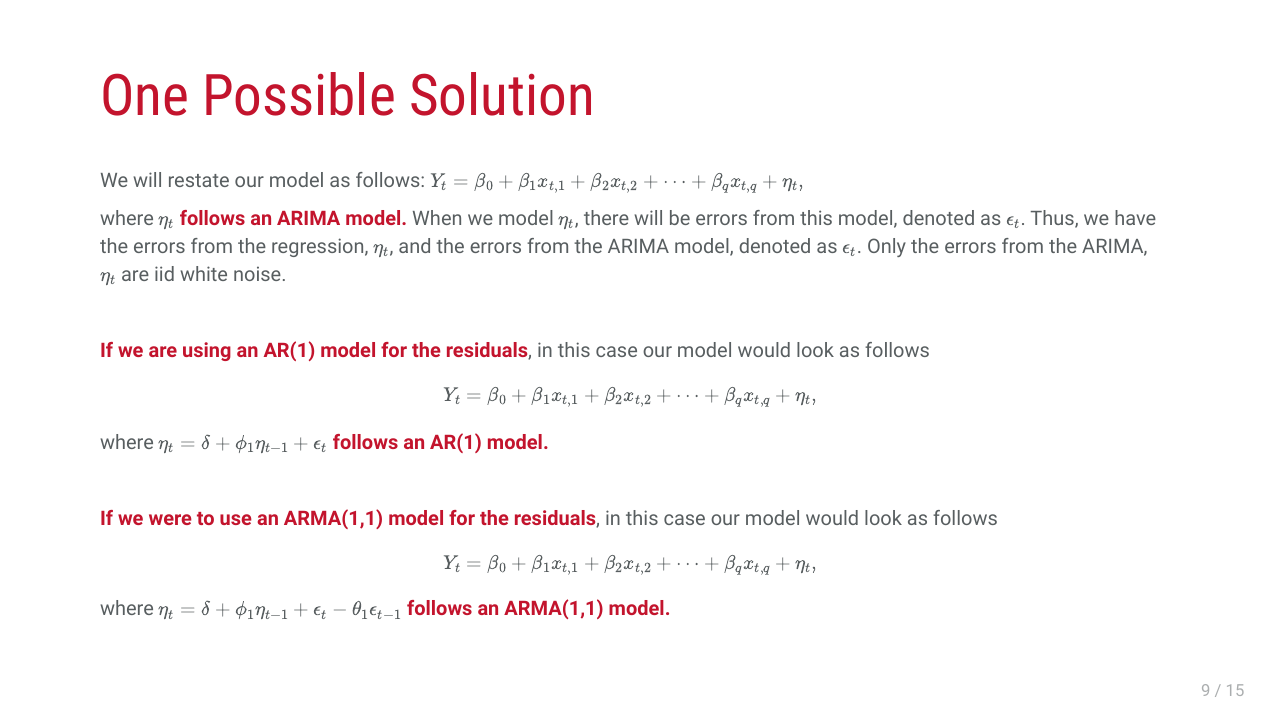 One Possible Solution
We will restate our model as follows: Y_t = β_0 + β_1x_{t,1} + β_2x_{t,2} + ··· + β_qx_{t,q} + η_t,
where η_t follows an ARIMA model. When we model η_t, there will be errors from this model, denoted as ϵ_t. Thus, we have
the errors from the regression, η_t, and the errors from the ARIMA model, denoted as ϵ_t. Only the errors from the ARIMA,
η_t are iid white noise.
If we are using an AR(1) model for the residuals, in this case our model would look as follows
Y_t = β_0 + β_1x_{t,1} + β_2x_{t,2} + ··· + β_qx_{t,q} + η_t,
where η_t = δ + ϕ_1η_{t−1} + ϵ_t follows an AR(1) model.
If we were to use an ARMA(1,1) model for the residuals, in this case our model would look as follows
Y_t = β_0 + β_1x_{t,1} + β_2x_{t,2} + ··· + β_qx_{t,q} + η_t,
where η_t = δ + ϕ_1η_{t−1} + ϵ_t − θ_1ϵ_{t−1} follows an ARMA(1,1) model.
9 / 15